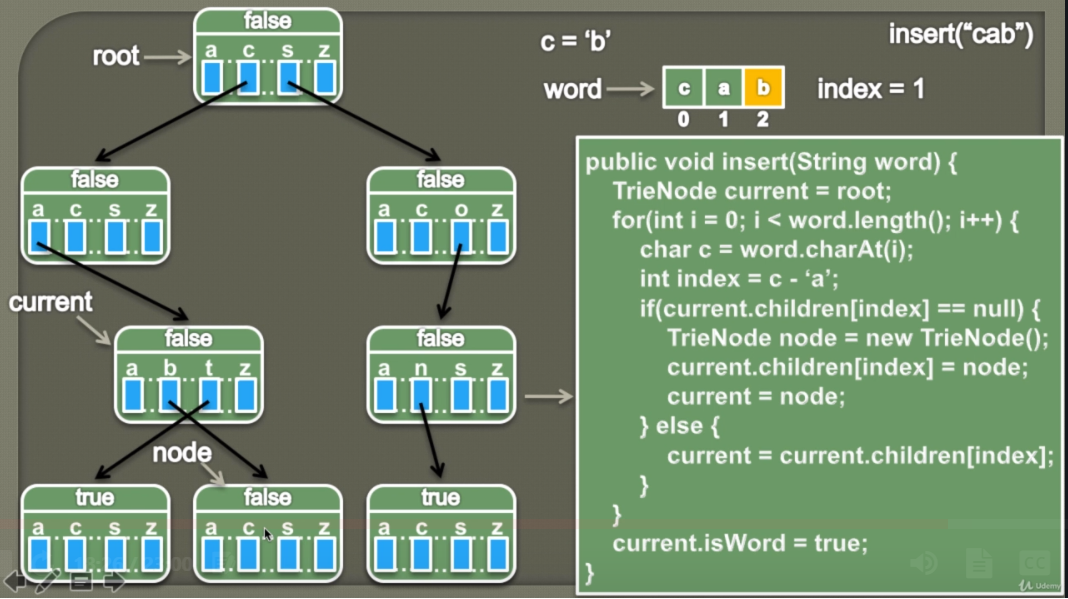 false
root
a c s z
c = ‘b’
insert(“cab”)
word
c a b
index = 1
0 1 2
false
a c s z
false
a c o z
current
false
a b t z
false
a n s z
node
true
a c s z
false
a c s z
true
a c s z
public void insert(String word) {
TrieNode current = root;
for(int i = 0; i < word.length(); i++) {
char c = word.charAt(i);
int index = c - ‘a’;
if(current.children[index] == null) {
TrieNode node = new TrieNode();
current.children[index] = node;
current = node;
} else {
current = current.children[index];
}
}
current.isWord = true;
}
CC
Udemy